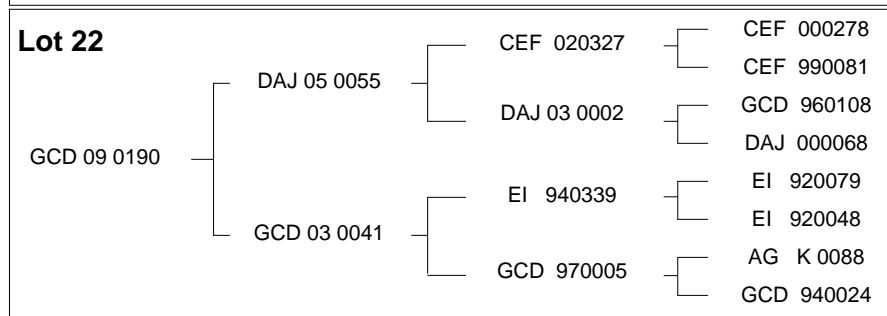 Lot 22
CEF 000278
CEF 020327
CEF 990081
DAJ 05 0055
GCD 960108
DAJ 03 0002
DAJ 000068
GCD 09 0190
EI 920079
EI 940339
EI 920048
GCD 03 0041
AG K 0088
GCD 970005
GCD 940024